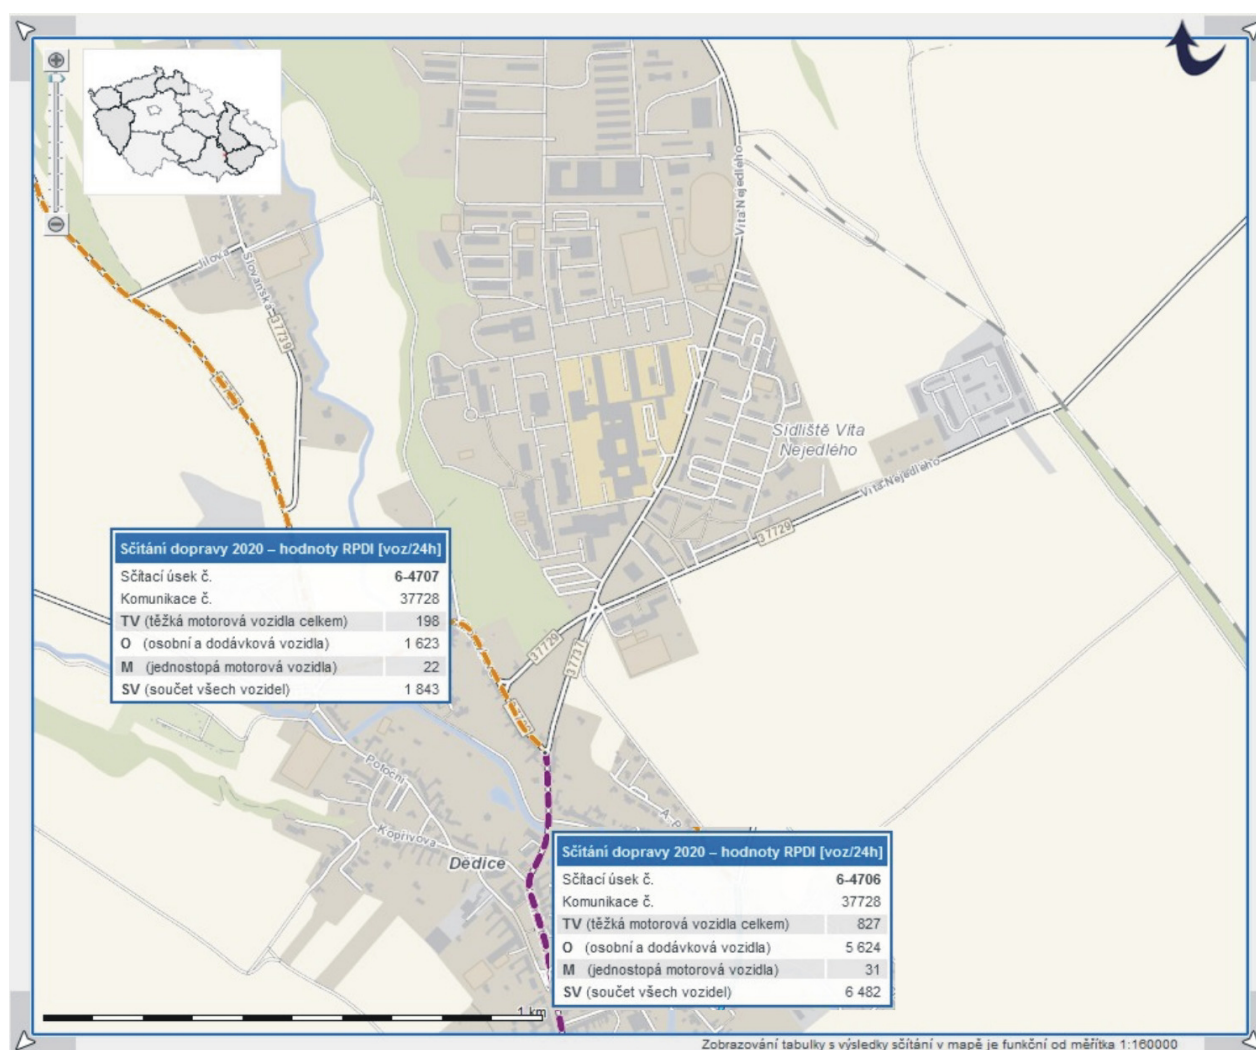 Víta Nejedlého
Jílová
Slovanská
37739
Sídliště Víta
Nejedlého
Víta Nejedlého
37729
Sčítání dopravy 2020 – hodnoty RPDI [voz/24h]
Sčítací úsek č. 6-4707
Komunikace č. 37728
TV (těžká motorová vozidla celkem) 198
O (osobní a dodávková vozidla) 1 623
M (jednostopá motorová vozidla) 22
SV (součet všech vozidel) 1 843
37729
37737
Potoční
Kopřivova
Dědice
A. P
Sčítání dopravy 2020 – hodnoty RPDI [voz/24h]
Sčítací úsek č. 6-4706
Komunikace č. 37728
TV (těžká motorová vozidla celkem) 827
O (osobní a dodávková vozidla) 5 624
M (jednostopá motorová vozidla) 31
SV (součet všech vozidel) 6 482
1 km
Zobrazování tabulky s výsledky sčítání v mapě je funkční od měřítka 1:160000